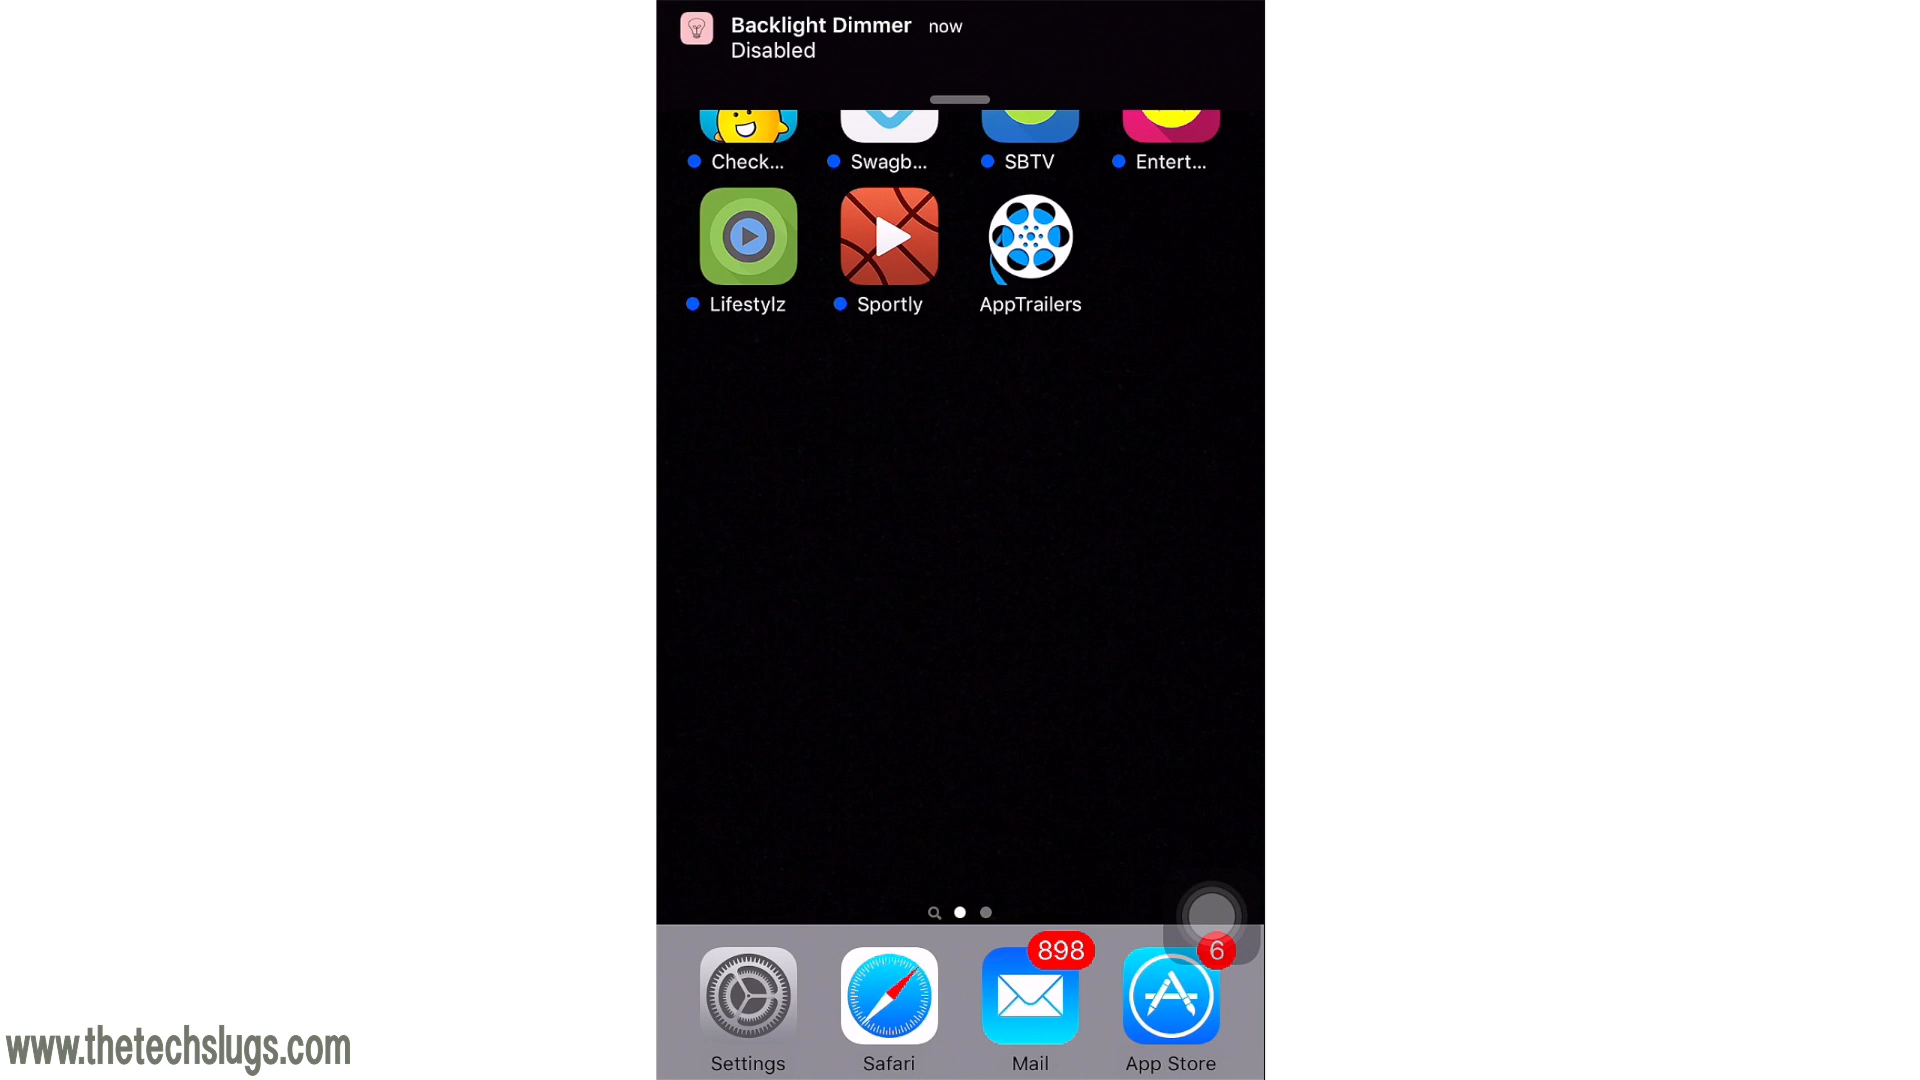 Backlight Dimmer now
Disabled
Check... Swagb... SBTV Entert...
Lifestylz Sportly AppTrailers
898 6
Settings Safari Mail App Store
www.thetechslugs.com